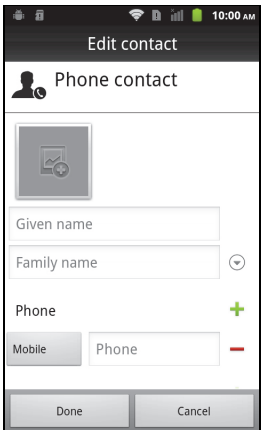 10:00 AM
Edit contact
Phone contact
Given name
Family name
Phone
Mobile Phone
Done Cancel